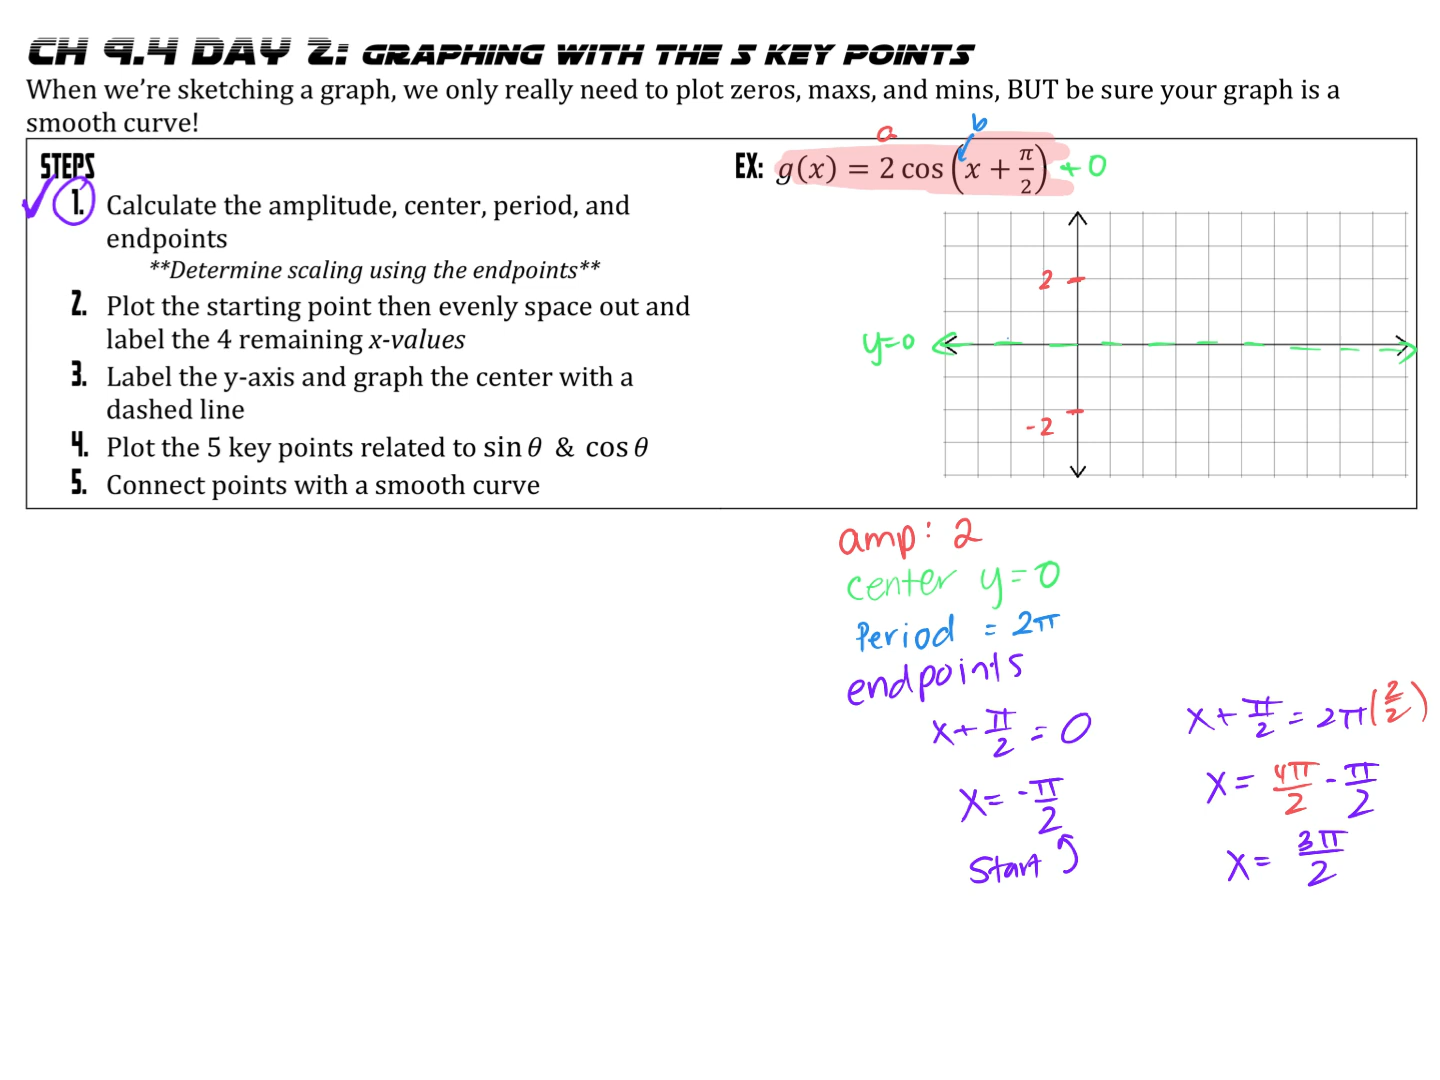 CH 9.4 DAY 2: GRAPHING WITH THE 5 KEY POINTS
When we're sketching a graph, we only really need to plot zeros, maxs, and mins, BUT be sure your graph is a
smooth curve!
STEPS
1. Calculate the amplitude, center, period, and
endpoints
**Determine scaling using the endpoints**
2. Plot the starting point then evenly space out and
label the 4 remaining x-values
3. Label the y-axis and graph the center with a
dashed line
4. Plot the 5 key points related to sin θ & cos θ
5. Connect points with a smooth curve
a b
EX: g(x) = 2 cos (x + π/2) + 0
2
y=0
-2
amp: 2
center y=0
Period = 2π
endpoints
x+π/2 = 0
x= -π/2
Start
x+π/2 = 2π(2/2)
x= 4π/2 - π/2
x= 3π/2